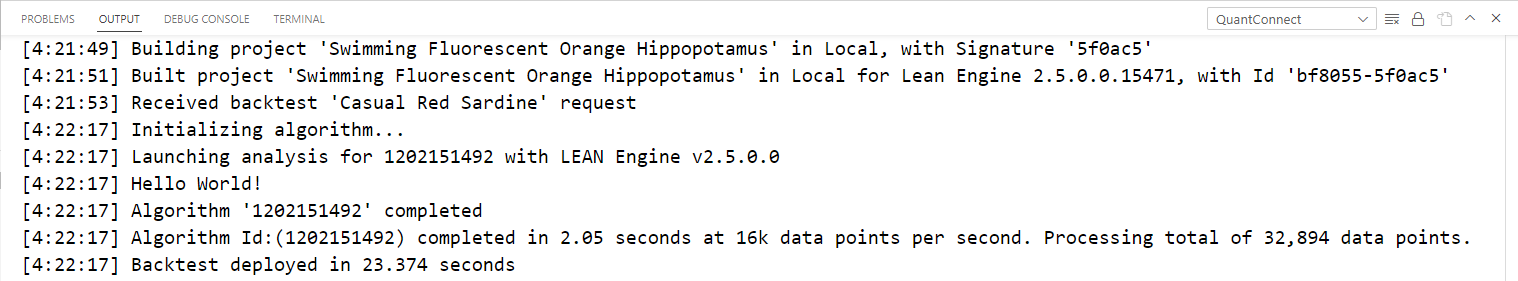 PROBLEMS OUTPUT DEBUG CONSOLE TERMINAL QuantConnect
[4:21:49] Building project 'Swimming Fluorescent Orange Hippopotamus' in Local, with Signature '5f0ac5'
[4:21:51] Built project 'Swimming Fluorescent Orange Hippopotamus' in Local for Lean Engine 2.5.0.0.15471, with Id 'bf8055-5f0ac5'
[4:21:53] Received backtest 'Casual Red Sardine' request
[4:22:17] Initializing algorithm...
[4:22:17] Launching analysis for 1202151492 with LEAN Engine v2.5.0.0
[4:22:17] Hello World!
[4:22:17] Algorithm '1202151492' completed
[4:22:17] Algorithm Id:(1202151492) completed in 2.05 seconds at 16k data points per second. Processing total of 32,894 data points.
[4:22:17] Backtest deployed in 23.374 seconds